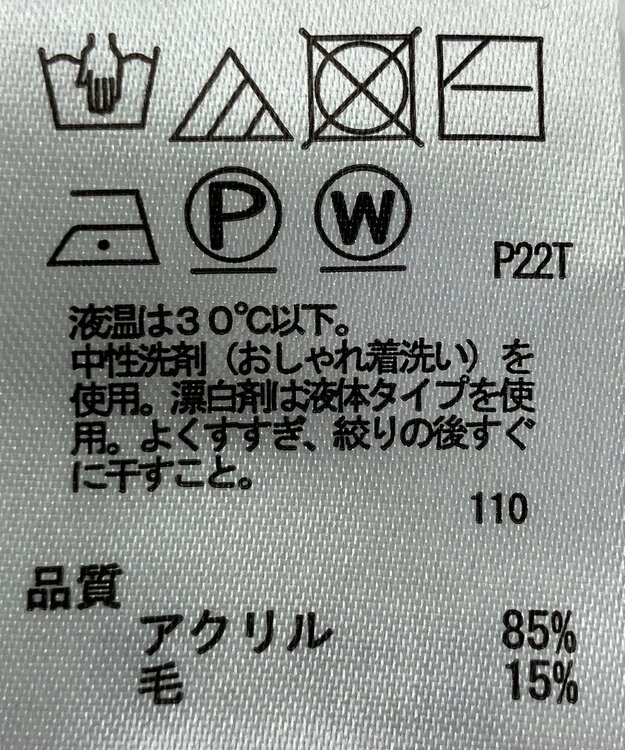 P W
P22T
液温は30℃以下。
中性洗剤（おしゃれ着洗い）を
使用。漂白剤は液体タイプを使
用。よくすすぎ、絞りの後すぐ
に干すこと。
110
品質
アクリル 85%
毛 15%